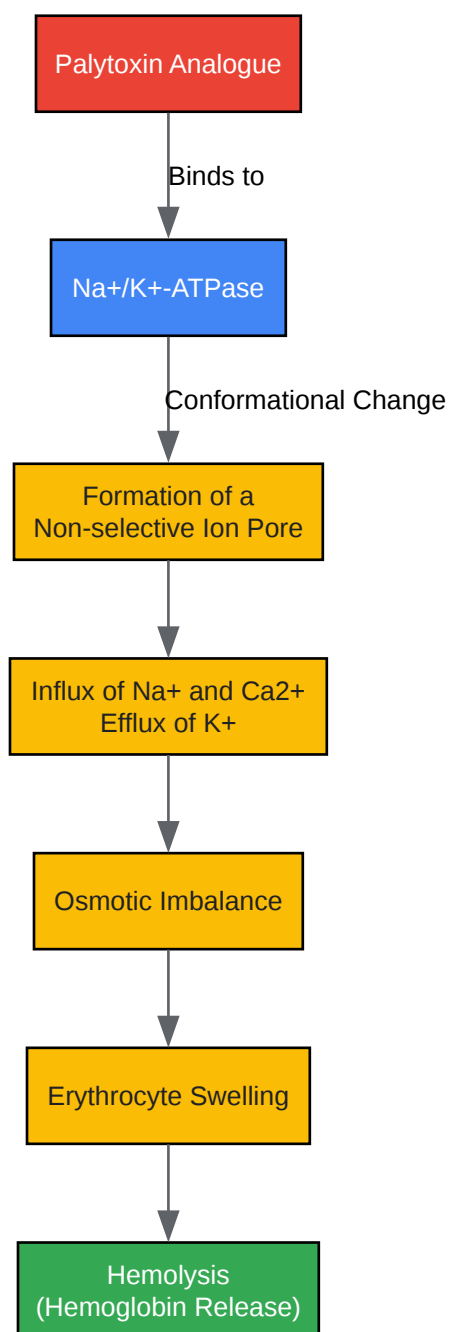 Palytoxin Analogue
Binds to
Na+/K+-ATPase
Conformational Change
Formation of a
Non-selective Ion Pore
Influx of Na+ and Ca2+
Efflux of K+
Osmotic Imbalance
Erythrocyte Swelling
Hemolysis
(Hemoglobin Release)